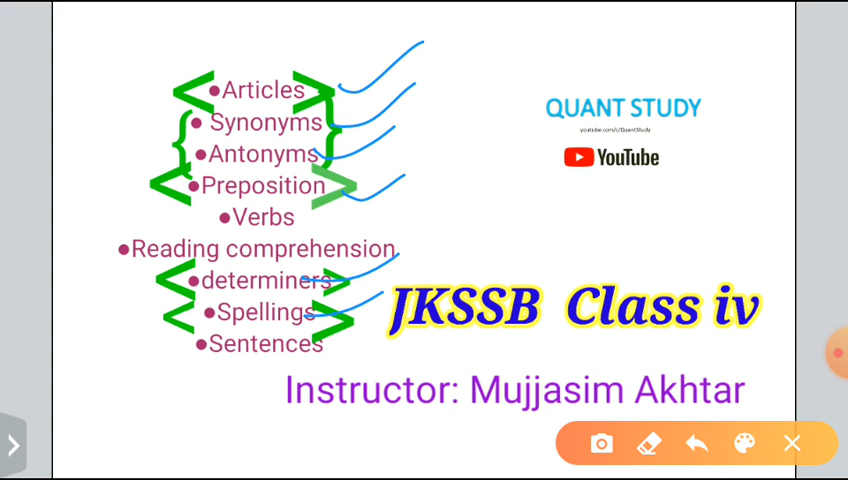 •Articles
• Synonyms
•Antonyms
•Preposition
•Verbs
•Reading comprehension
•determiners
•Spellings
•Sentences
QUANT STUDY
youtube.com/c/QuantStudy
YouTube
JKSSB Class iv
Instructor: Mujjasim Akhtar